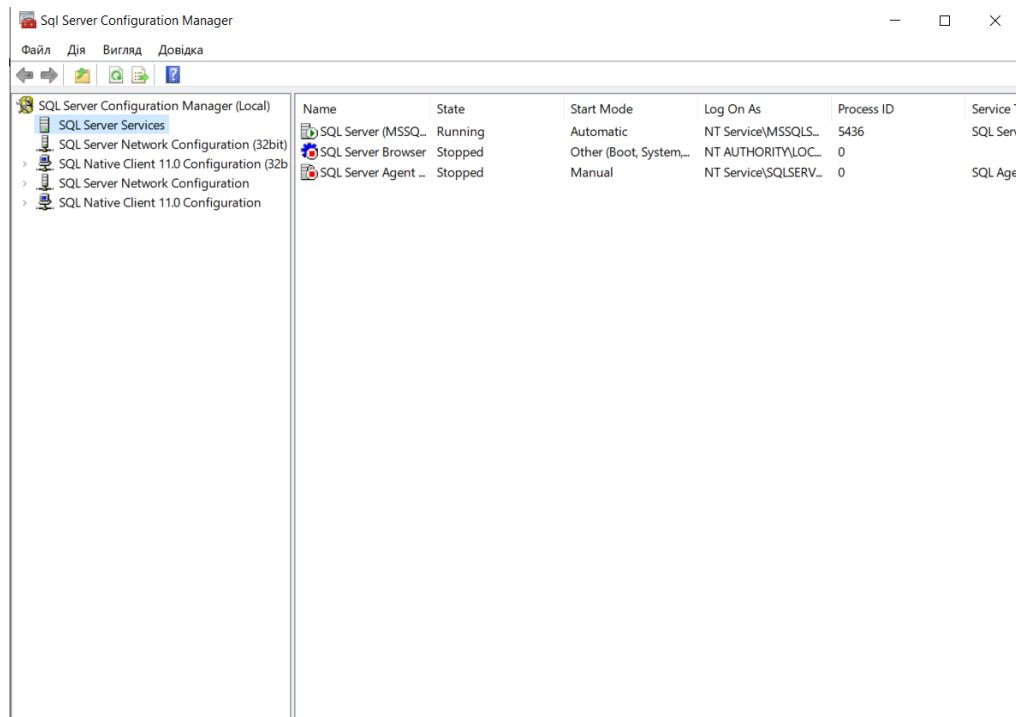 Sql Server Configuration Manager
Файл Дія Вигляд Довідка
SQL Server Configuration Manager (Local)
SQL Server Services
SQL Server Network Configuration (32bit)
SQL Native Client 11.0 Configuration (32b
SQL Server Network Configuration
SQL Native Client 11.0 Configuration
Name State Start Mode Log On As Process ID Service T
SQL Server (MSSQ... Running Automatic NT Service\MSSQLS... 5436 SQL Serv
SQL Server Browser Stopped Other (Boot, System,... NT AUTHORITY\LOC... 0
SQL Server Agent ... Stopped Manual NT Service\SQLSERV... 0 SQL Age